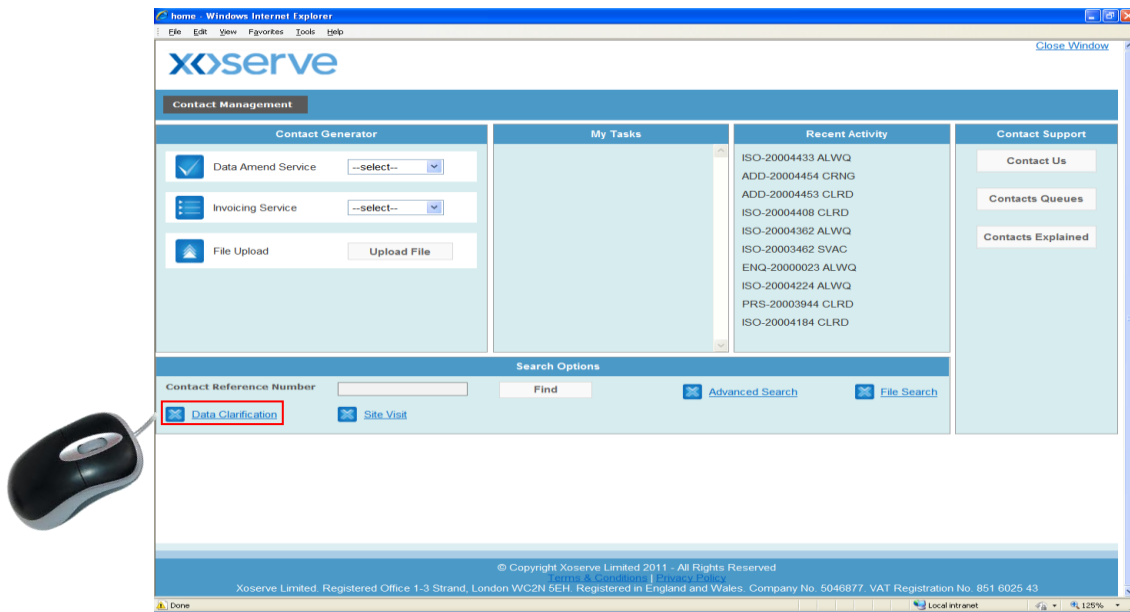 home - Windows Internet Explorer
File Edit View Favorites Tools Help
Close Window
xoserve
Contact Management
Contact Generator
Data Amend Service --select--
Invoicing Service --select--
File Upload Upload File
My Tasks
Recent Activity
ISO-20004433 ALWQ
ADD-20004454 CRNG
ADD-20004453 CLRD
ISO-20004408 CLRD
ISO-20004362 ALWQ
ISO-20003462 SVAC
ENQ-20000023 ALWQ
ISO-20004224 ALWQ
PRS-20003944 CLRD
ISO-20004184 CLRD
Contact Support
Contact Us
Contacts Queues
Contacts Explained
Search Options
Contact Reference Number Find Advanced Search File Search
Data Clarification Site Visit
© Copyright Xoserve Limited 2011 - All Rights Reserved
Terms & Conditions | Privacy Policy
Xoserve Limited. Registered Office 1-3 Strand, London WC2N 5EH. Registered in England and Wales. Company No. 5046877. VAT Registration No. 851 6025 43
Done Local intranet 125%